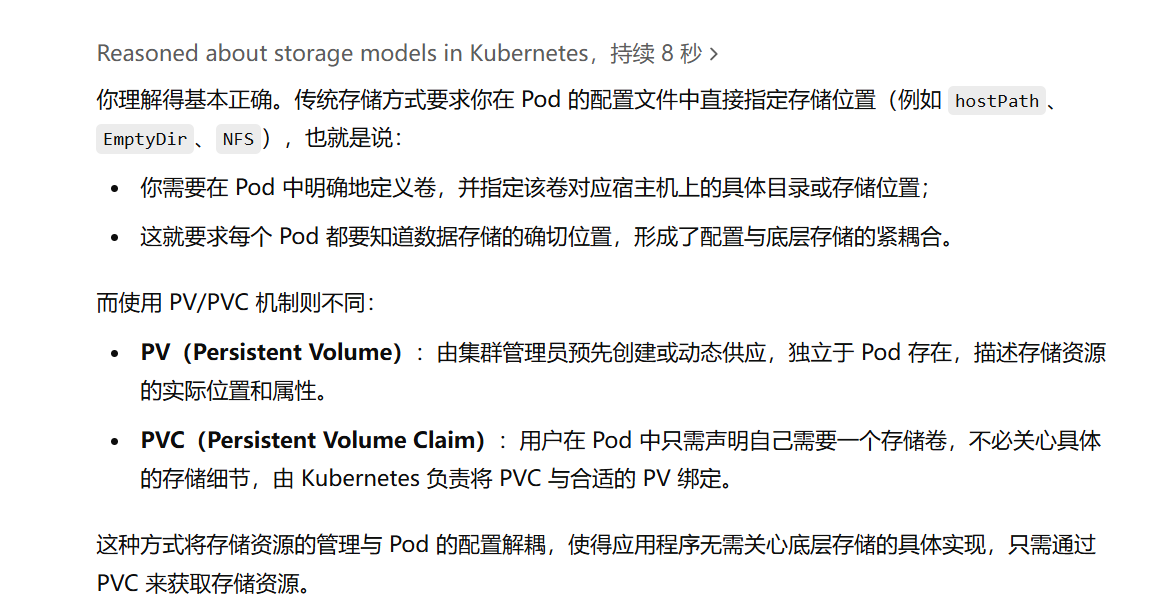 Reasoned about storage models in Kubernetes，持续 8 秒 >
你理解得基本正确。传统存储方式要求你在 Pod 的配置文件中直接指定存储位置（例如 hostPath、
EmptyDir、NFS），也就是说：
• 你需要在 Pod 中明确地定义卷，并指定该卷对应宿主机上的具体目录或存储位置；
• 这就要求每个 Pod 都要知道数据存储的确切位置，形成了配置与底层存储的紧耦合。
而使用 PV/PVC 机制则不同：
• PV（Persistent Volume）：由集群管理员预先创建或动态供应，独立于 Pod 存在，描述存储资源
的实际位置和属性。
• PVC（Persistent Volume Claim）：用户在 Pod 中只需声明自己需要一个存储卷，不必关心具体
的存储细节，由 Kubernetes 负责将 PVC 与合适的 PV 绑定。
这种方式将存储资源的管理与 Pod 的配置解耦，使得应用程序无需关心底层存储的具体实现，只需通过
PVC 来获取存储资源。